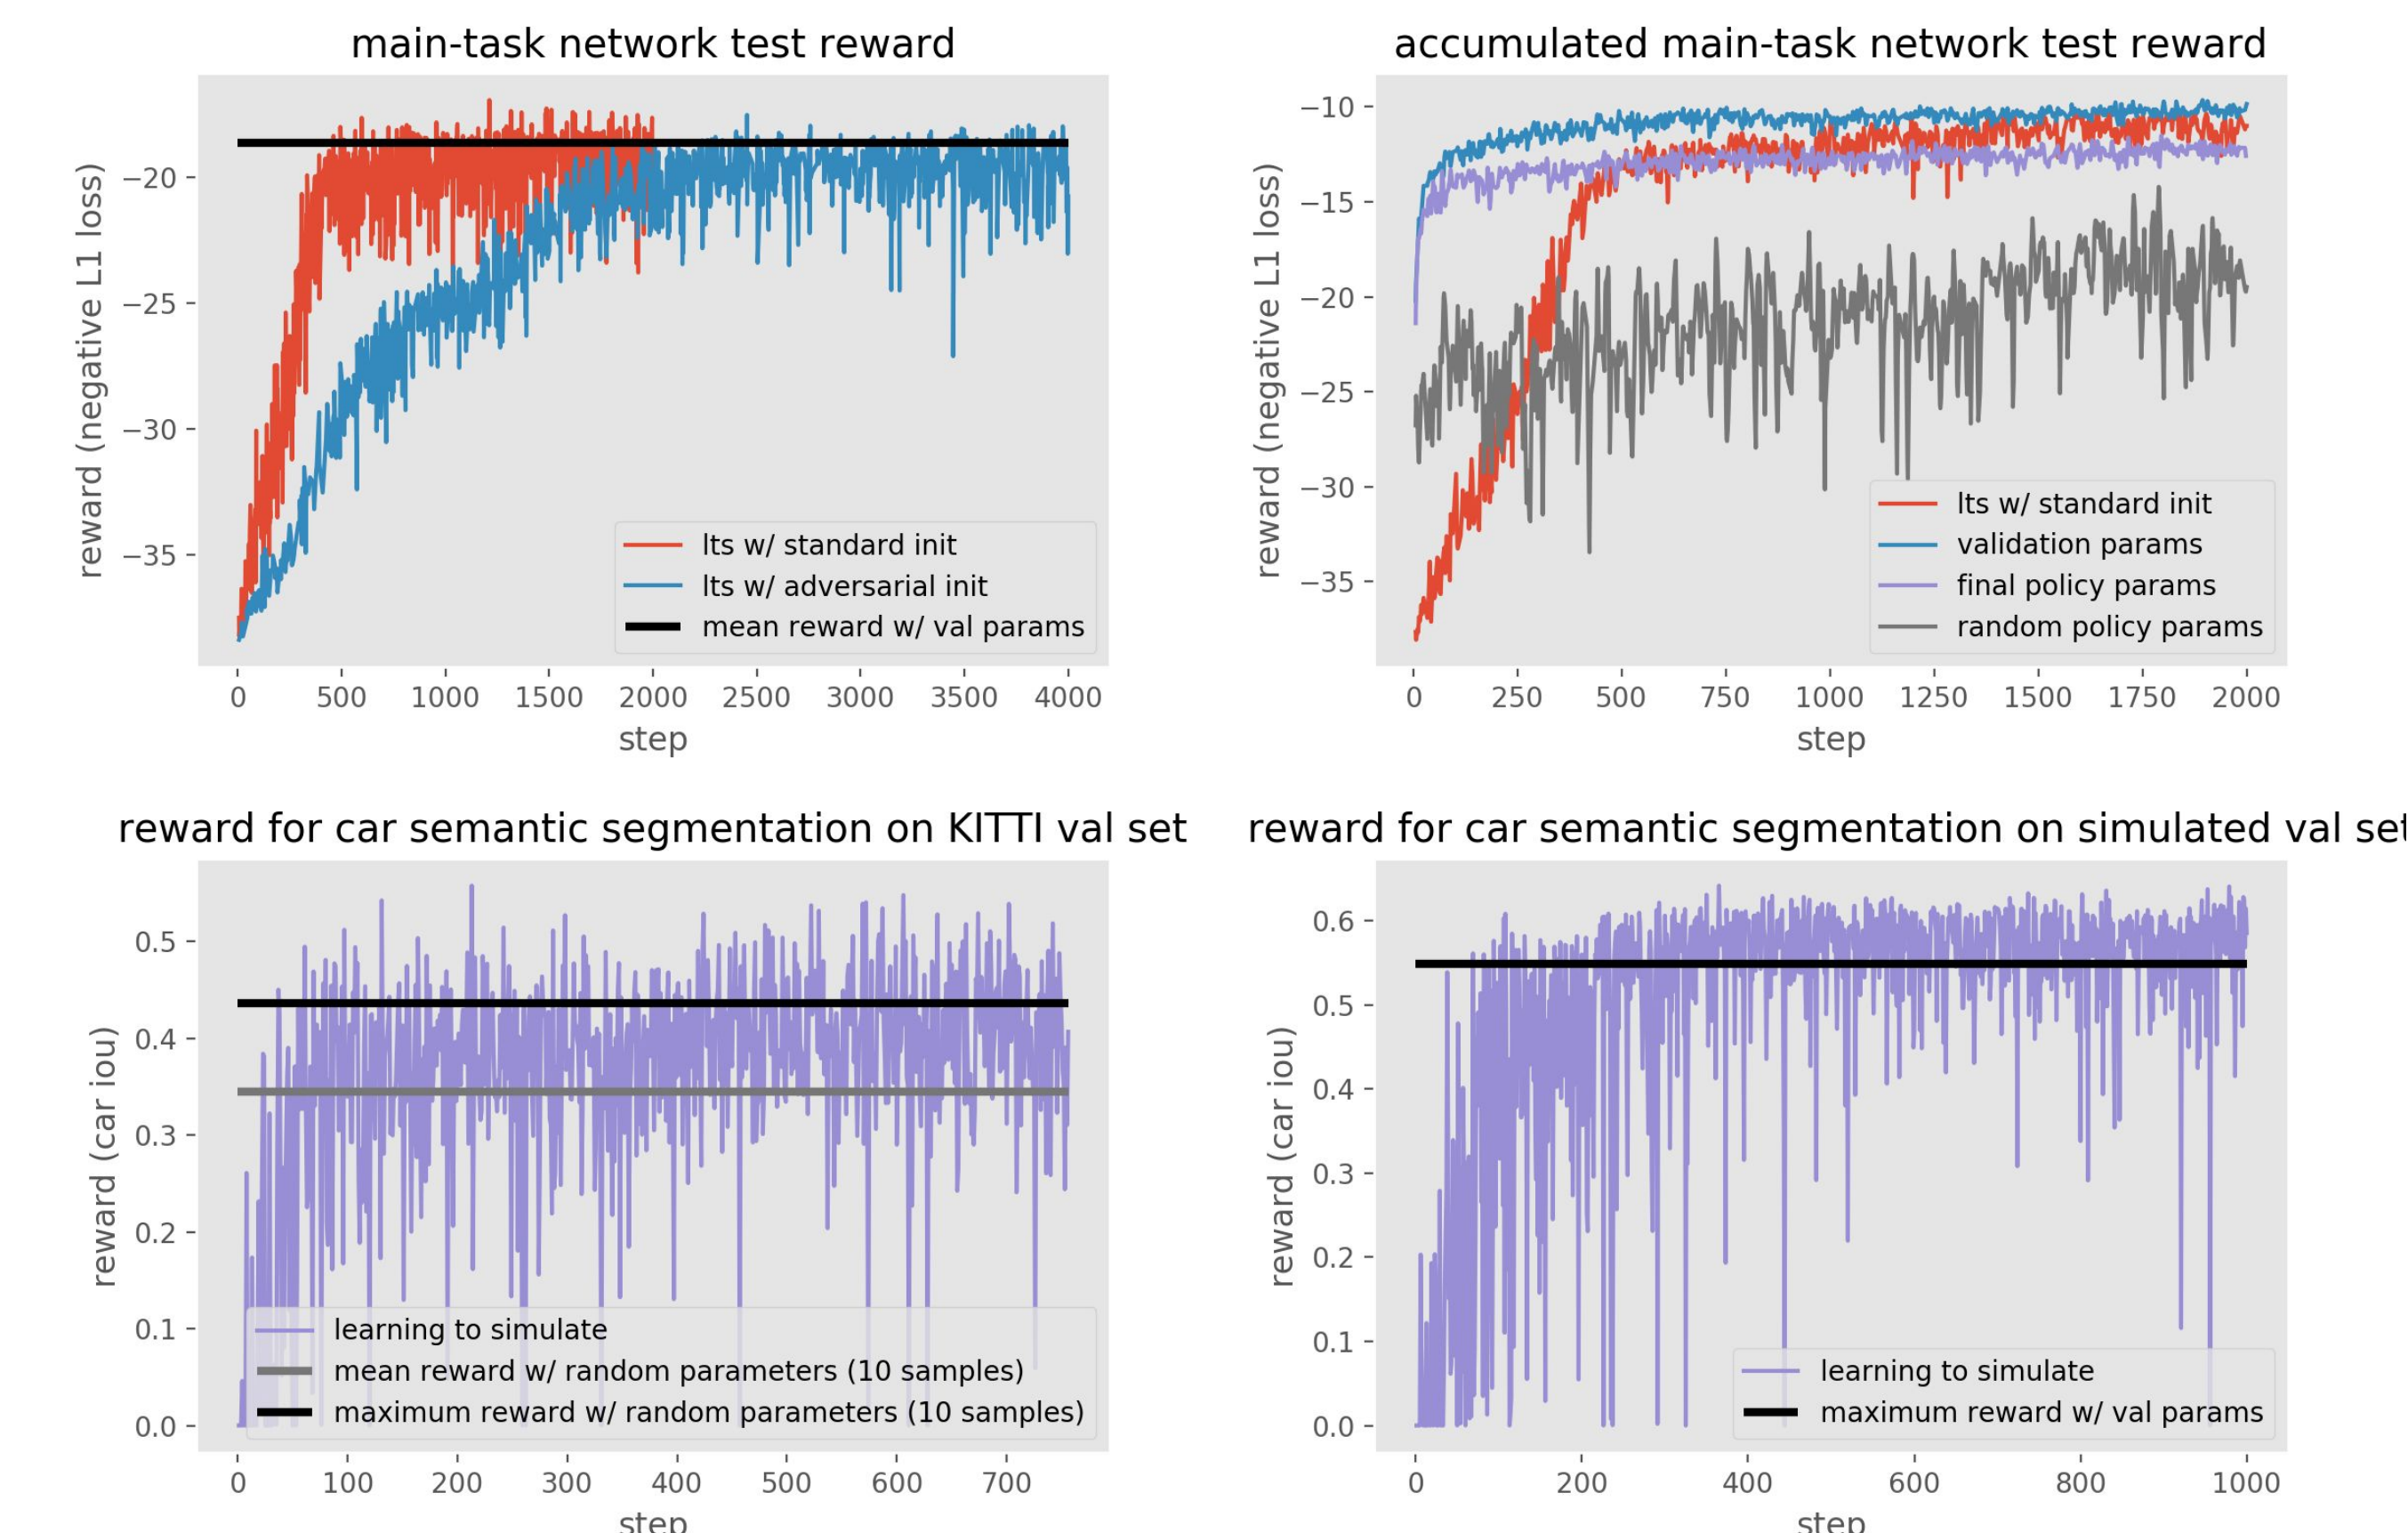 main-task network test reward
reward (negative L1 loss)
−20
−25
−30
−35
lts w/ standard init
lts w/ adversarial init
mean reward w/ val params
0 500 1000 1500 2000 2500 3000 3500 4000
step
accumulated main-task network test reward
reward (negative L1 loss)
−10
−15
−20
−25
−30
−35
lts w/ standard init
validation params
final policy params
random policy params
0 250 500 750 1000 1250 1500 1750 2000
step
reward for car semantic segmentation on KITTI val set
reward (car iou)
0.5
0.4
0.3
0.2
0.1
0.0
learning to simulate
mean reward w/ random parameters (10 samples)
maximum reward w/ random parameters (10 samples)
0 100 200 300 400 500 600 700
step
reward for car semantic segmentation on simulated val set
reward (car iou)
0.6
0.5
0.4
0.3
0.2
0.1
0.0
learning to simulate
maximum reward w/ val params
0 200 400 600 800 1000
step